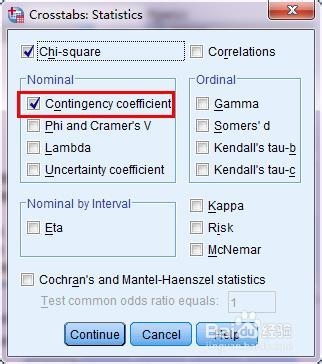 Crosstabs: Statistics
Chi-square
Correlations
Nominal
Contingency coefficient
Phi and Cramer's V
Lambda
Uncertainty coefficient
Ordinal
Gamma
Somers' d
Kendall's tau-b
Kendall's tau-c
Nominal by Interval
Eta
Kappa
Risk
McNemar
Cochran's and Mantel-Haenszel statistics
Test common odds ratio equals: 1
Continue Cancel Help